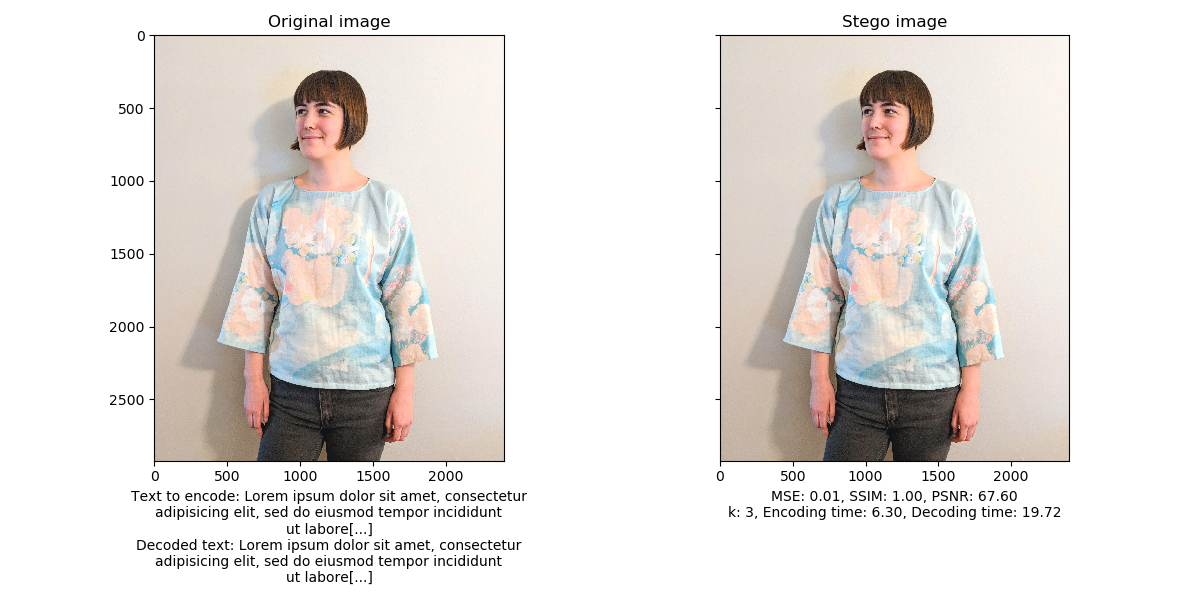 Original image
0
500
1000
1500
2000
2500
0 500 1000 1500 2000
Text to encode: Lorem ipsum dolor sit amet, consectetur
adipisicing elit, sed do eiusmod tempor incididunt
ut labore[...]
Decoded text: Lorem ipsum dolor sit amet, consectetur
adipisicing elit, sed do eiusmod tempor incididunt
ut labore[...]
Stego image
0 500 1000 1500 2000
MSE: 0.01, SSIM: 1.00, PSNR: 67.60
k: 3, Encoding time: 6.30, Decoding time: 19.72